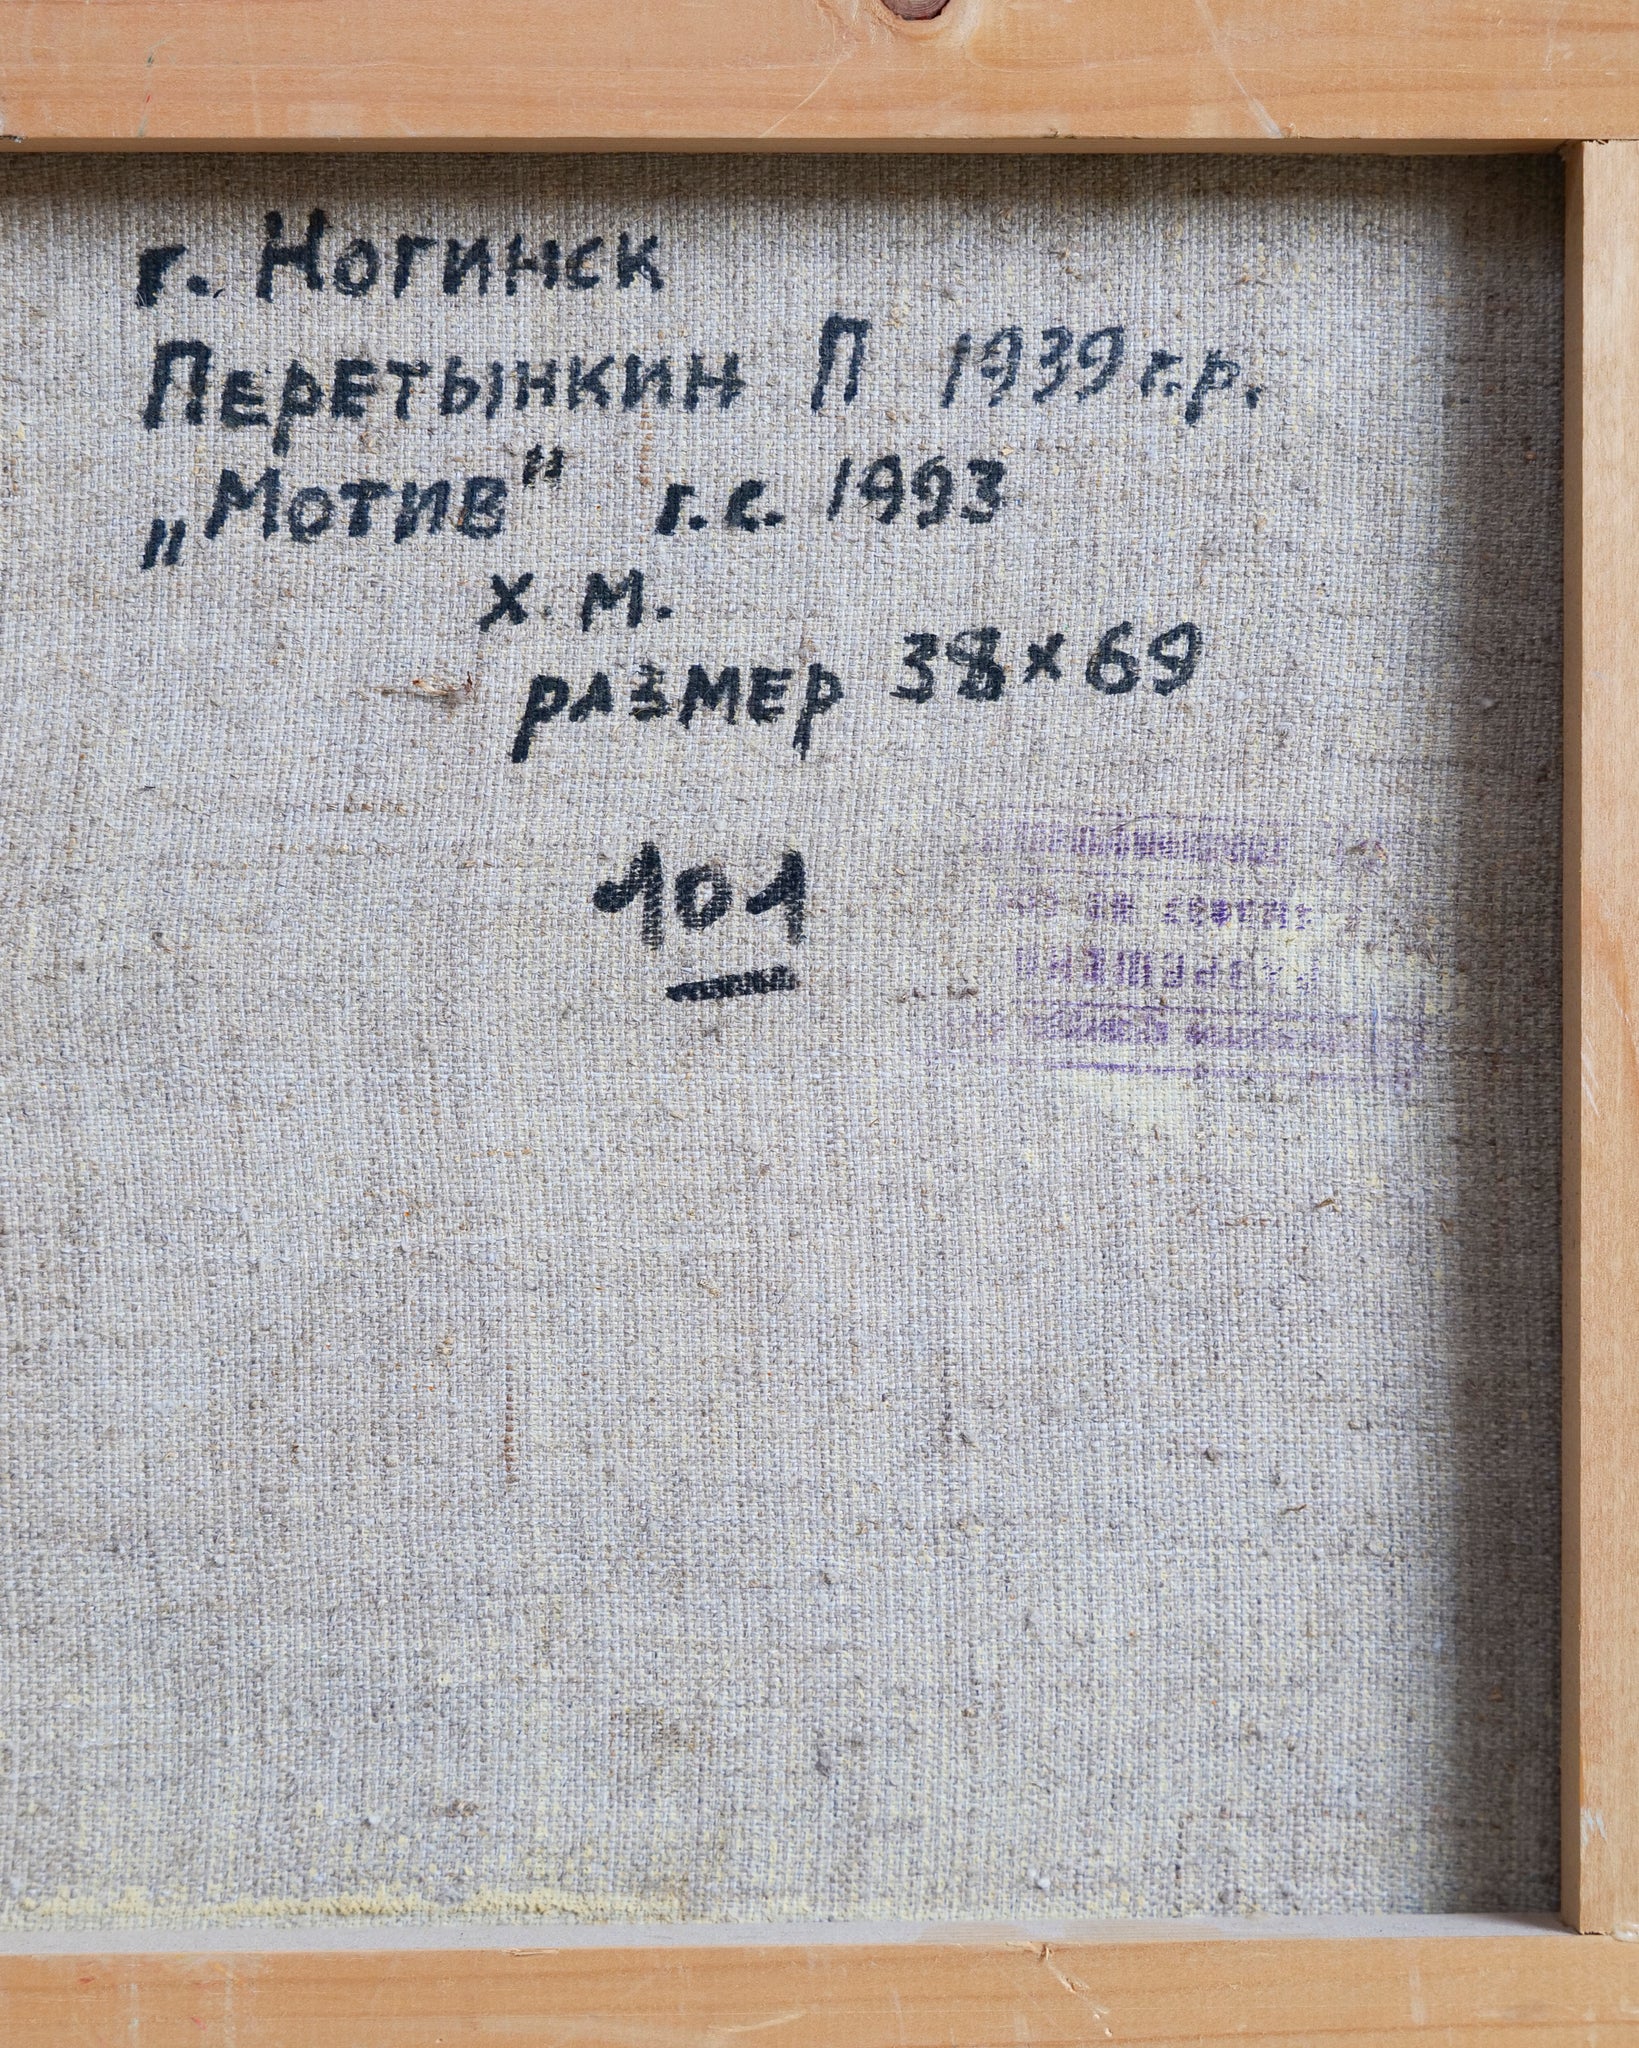 г. Ногинск
Перетынкин П 1939 г.р.
„Мотив" г.с. 1993
х. м.
размер 38×69
101